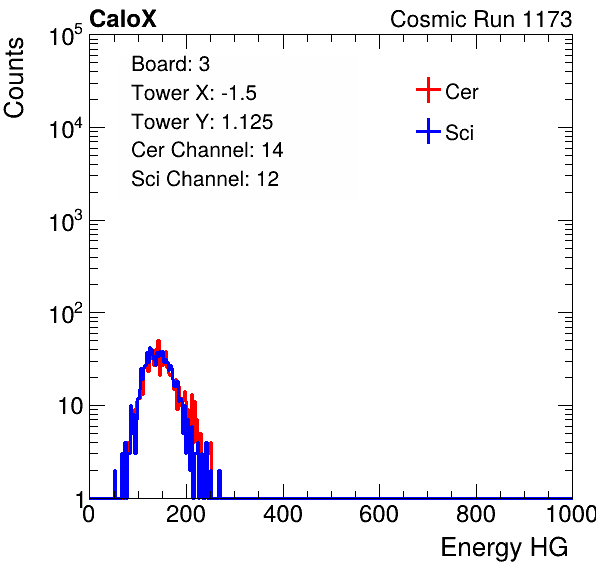 CaloX Cosmic Run 1173
Counts
Board: 3
Tower X: -1.5
Tower Y: 1.125
Cer Channel: 14
Sci Channel: 12
Cer
Sci
10^5
10^4
10^3
10^2
10
1
0 200 400 600 800 1000
Energy HG